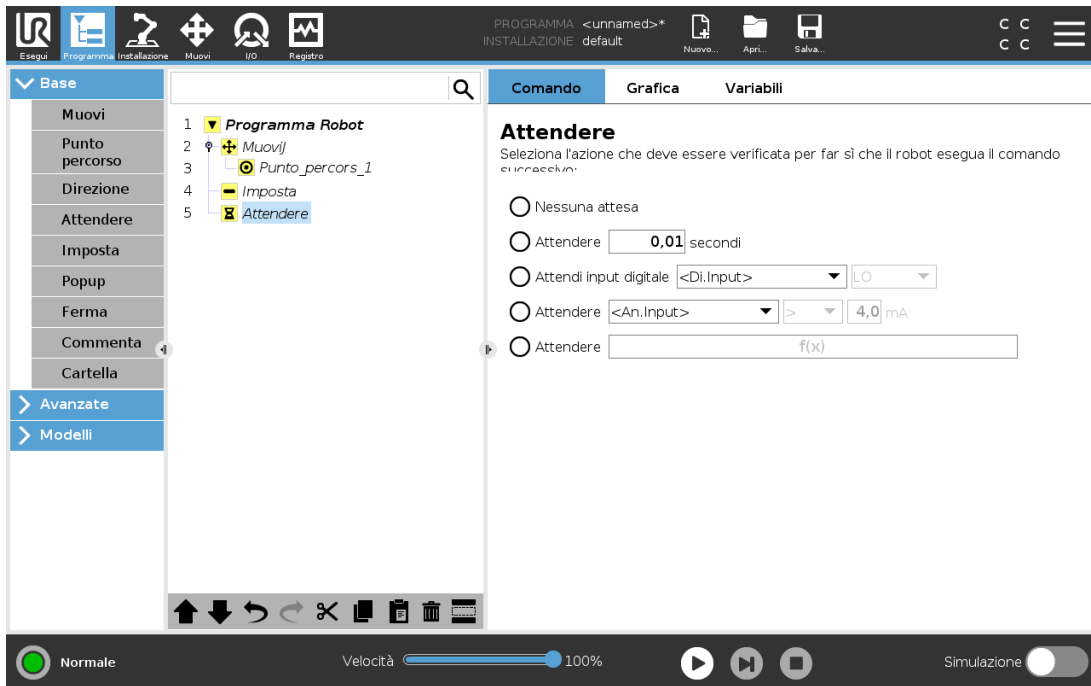 UR
PROGRAMMA <unnamed>*
INSTALLAZIONE default
Esegui Programma Installazione Muovi I/O Registro Nuovo... Apri... Salva...
C C
C C
Base
Muovi
Punto
percorso
Direzione
Attendere
Imposta
Popup
Ferma
Commenta
Cartella
Avanzate
Modelli
1 Programma Robot
2 MuoviJ
3 Punto_percors_1
4 Imposta
5 Attendere
Comando Grafica Variabili
Attendere
Seleziona l'azione che deve essere verificata per far sì che il robot esegua il comando
successivo:
Nessuna attesa
Attendere 0,01 secondi
Attendi input digitale <Di.Input> LO
Attendere <An.Input> > 4,0 mA
Attendere f(x)
Normale
Velocità 100%
Simulazione